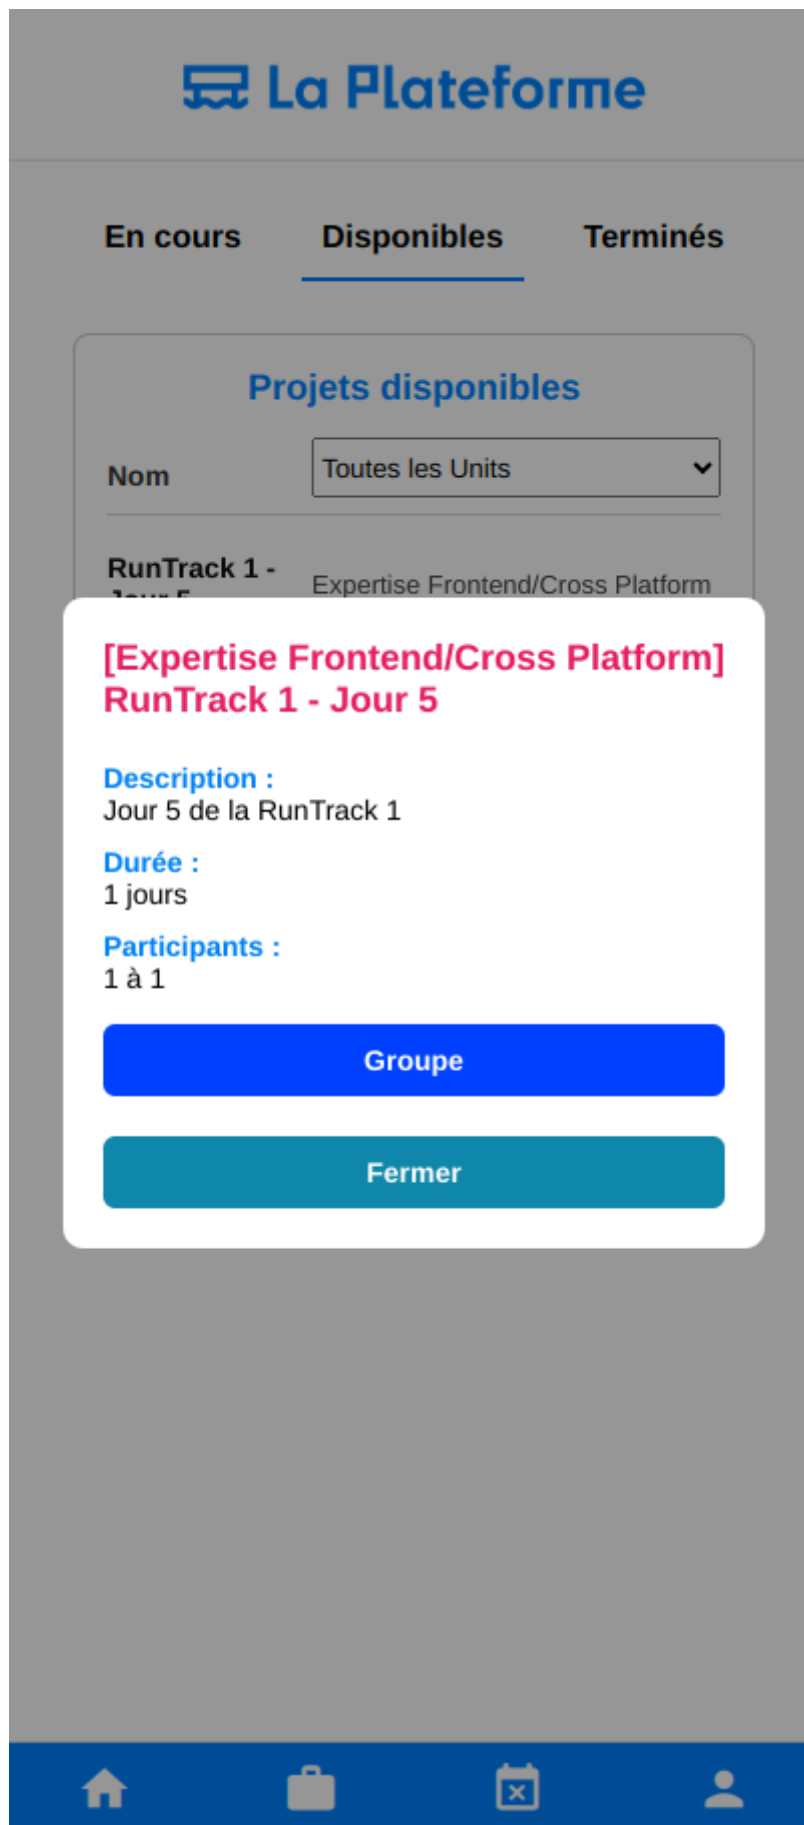 La Plateforme
En cours
Disponibles
Terminés
Projets disponibles
Nom
Toutes les Units
RunTrack 1 -
Jour 5
Expertise Frontend/Cross Platform
[Expertise Frontend/Cross Platform]
RunTrack 1 - Jour 5
Description :
Jour 5 de la RunTrack 1
Durée :
1 jours
Participants :
1 à 1
Groupe
Fermer